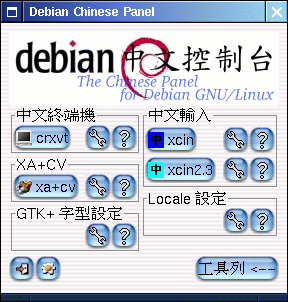 Debian Chinese Panel
debian 中文控制台
The Chinese Panel
for Debian GNU/Linux
中文終端機
crxvt
?
中文輸入
中 xcin
?
中 xcin2.3
?
XA+CV
xa+cv
?
Locale 設定
?
GTK+ 字型設定
?
工具列 <--